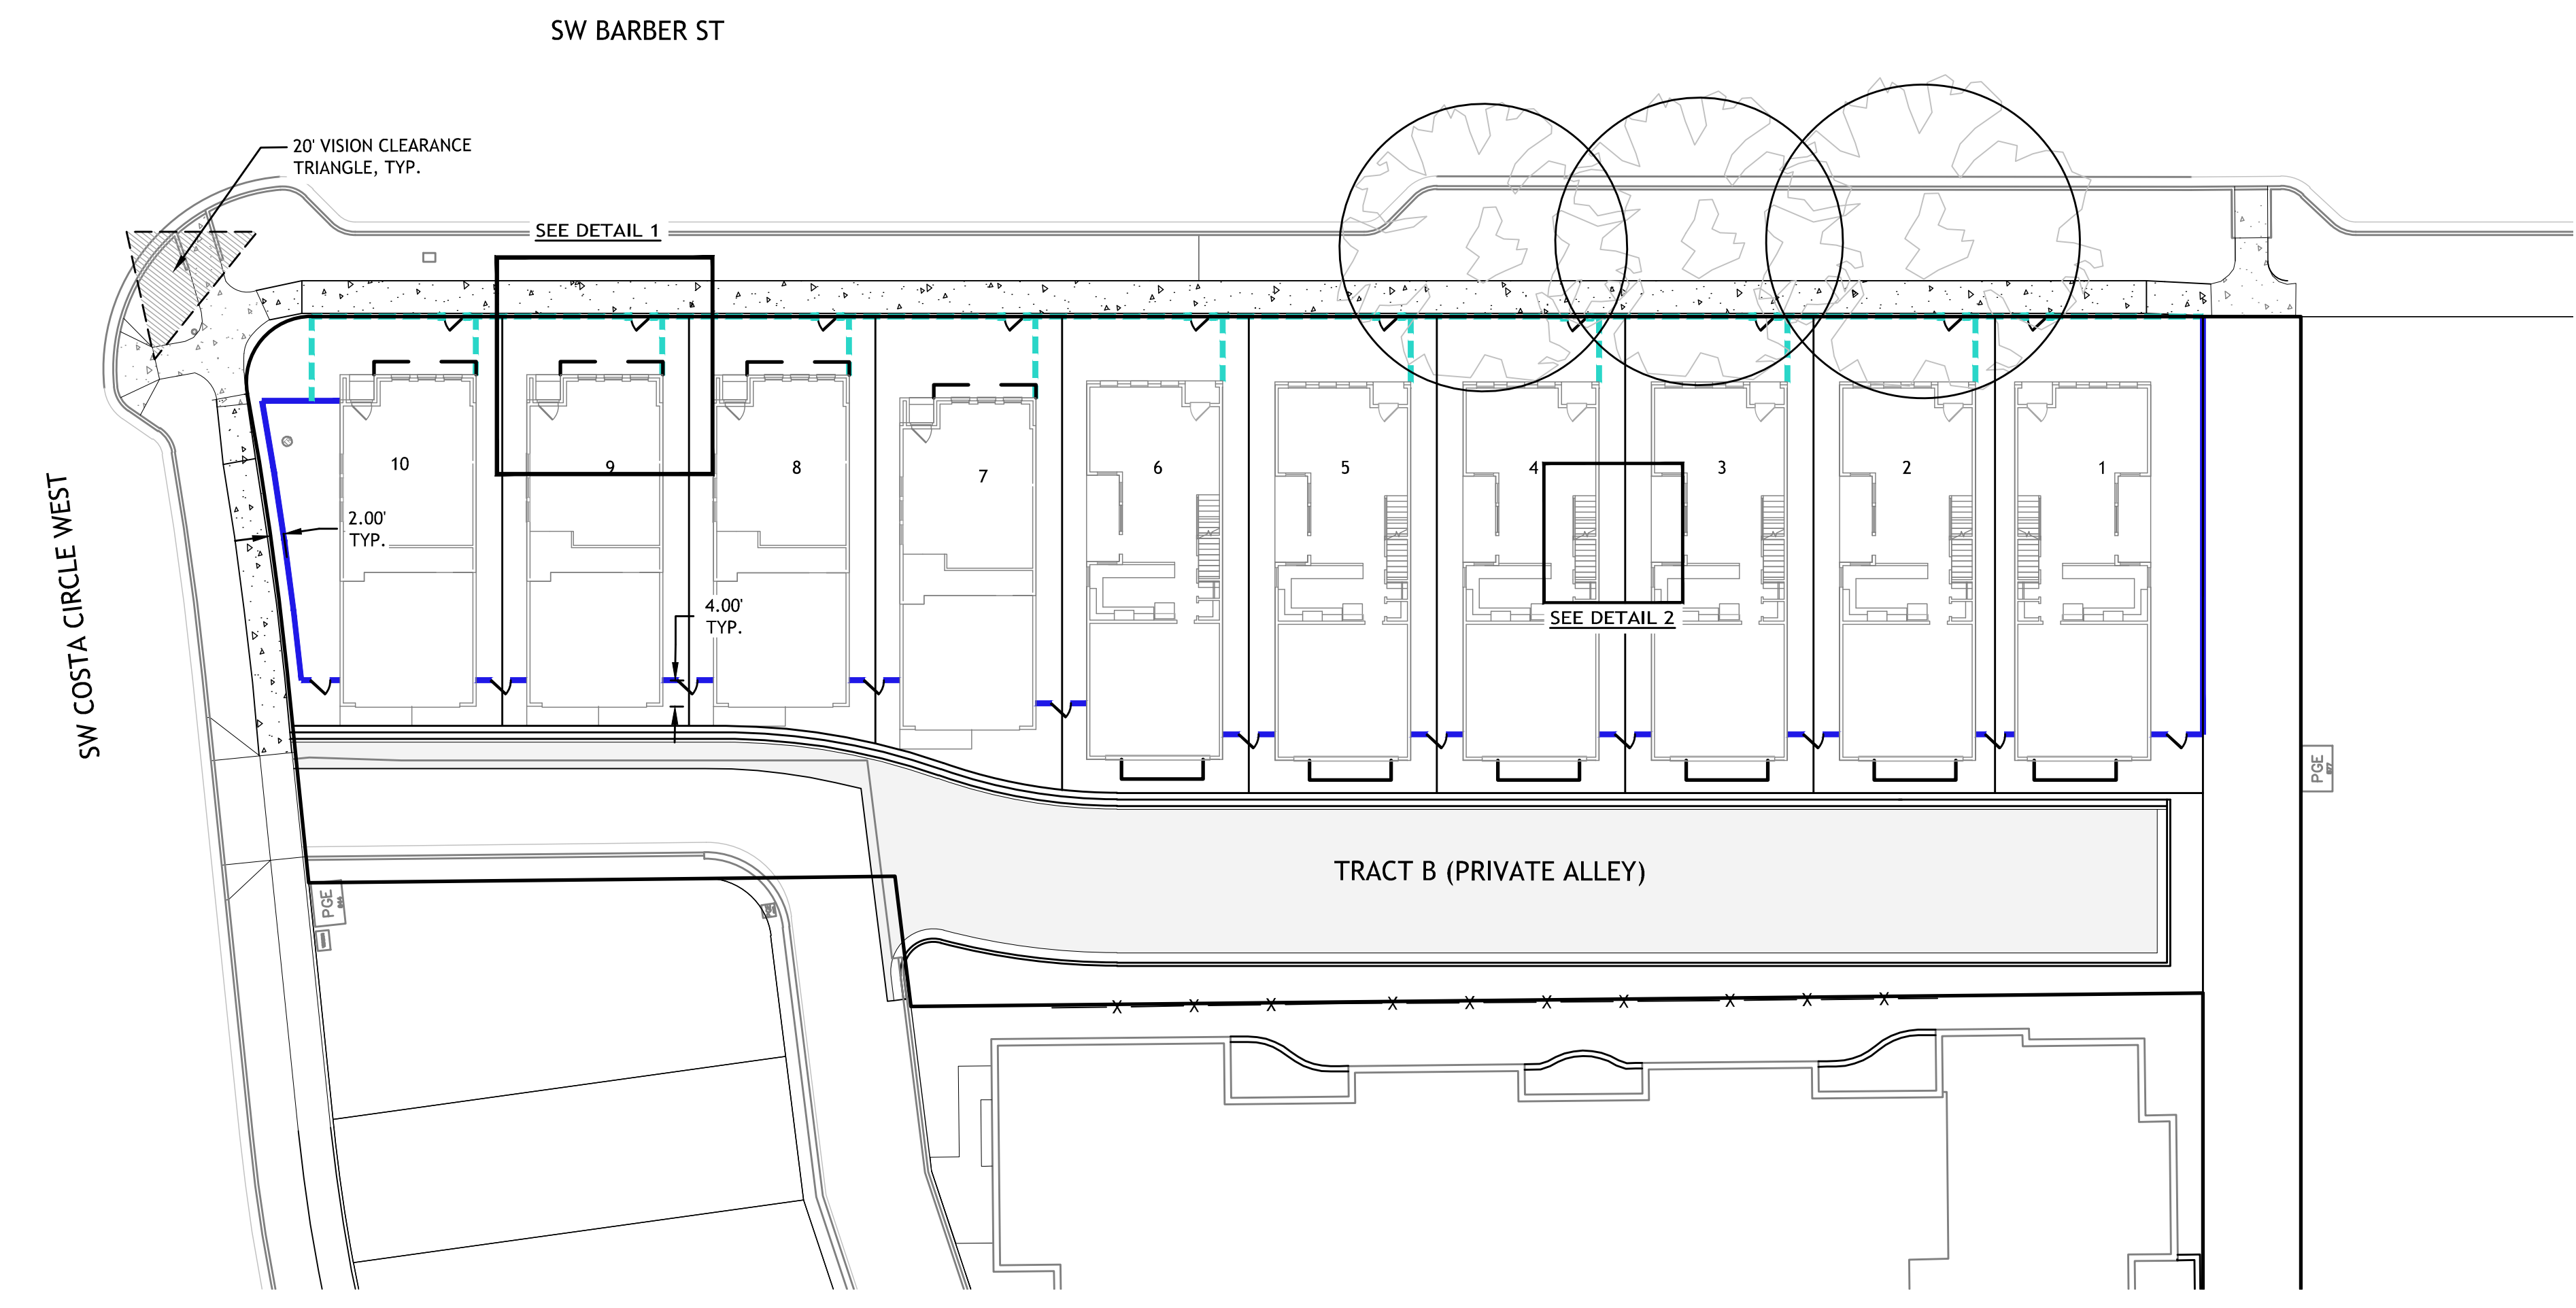 SW BARBER ST
20' VISION CLEARANCE
TRIANGLE, TYP.
SEE DETAIL 1
SW COSTA CIRCLE WEST
10
9
8
7
6
5
4
3
2
1
2.00'
TYP.
4.00'
TYP.
SEE DETAIL 2
PGE
TRACT B (PRIVATE ALLEY)
PGE
X X X X X X X X X X